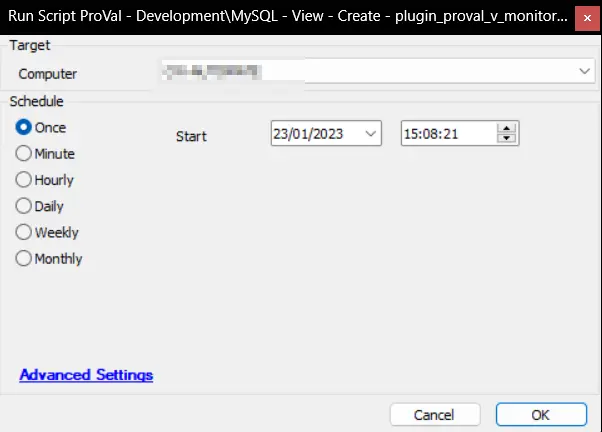 Run Script ProVal - Development\MySQL - View - Create - plugin_proval_v_monitor...
Target
Computer
Schedule
Once
Start
23/01/2023
15:08:21
Minute
Hourly
Daily
Weekly
Monthly
Advanced Settings
Cancel
OK